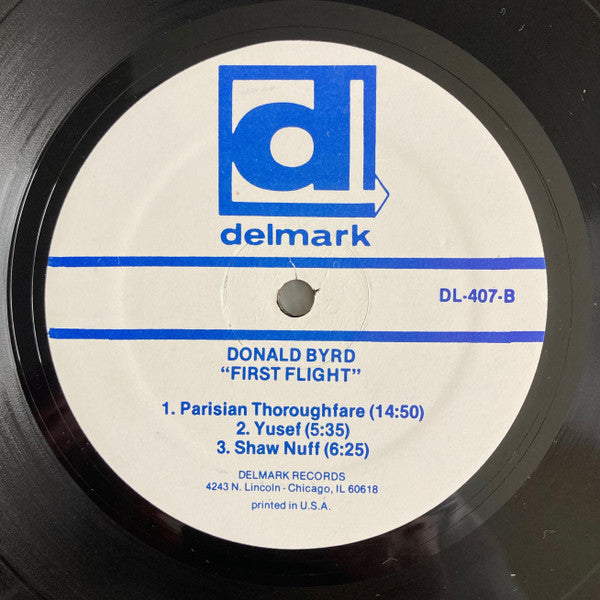 d
delmark
DL-407-B
DONALD BYRD
"FIRST FLIGHT"
1. Parisian Thoroughfare (14:50)
2. Yusef (5:35)
3. Shaw Nuff (6:25)
DELMARK RECORDS
4243 N. Lincoln - Chicago, IL 60618
printed in U.S.A.